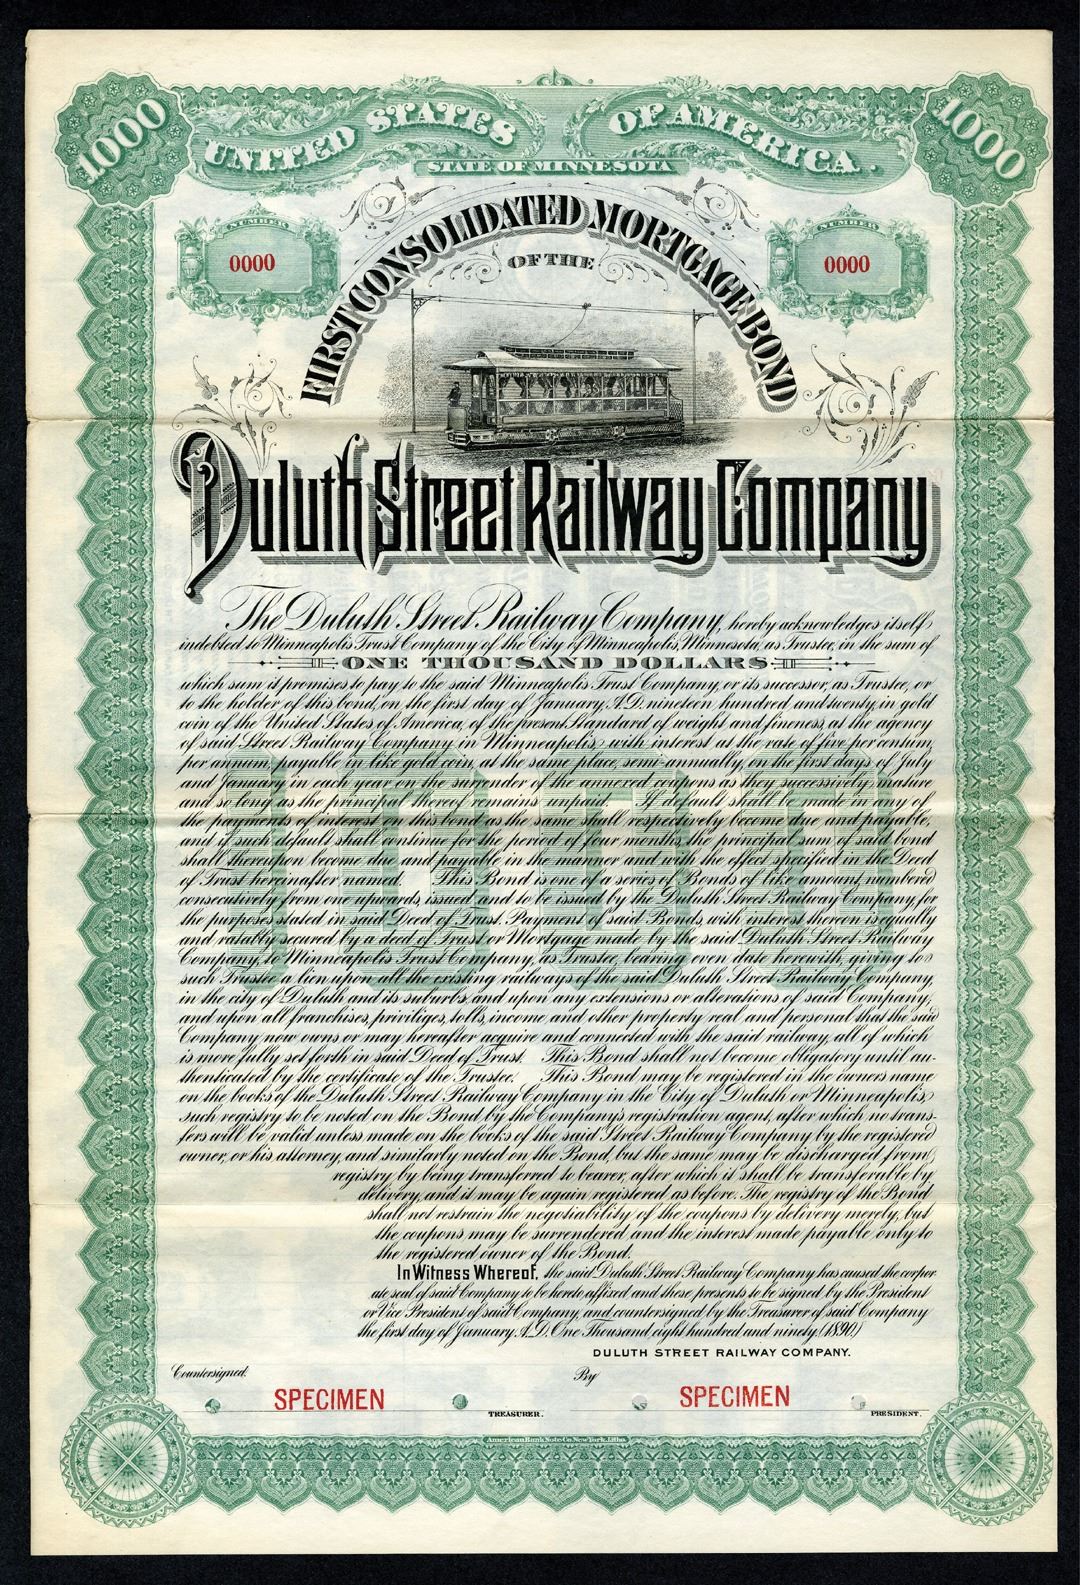 1000
UNITED STATES OF AMERICA.
1000
STATE OF MINNESOTA
NUMBER
0000
NUMBER
0000
FIRST CONSOLIDATED MORTGAGE BOND
OF THE
Duluth Street Railway Company
The Duluth Street Railway Company, hereby acknowledges itself
indebted to Minneapolis Trust Company of the City of Minneapolis, Minnesota, as Trustee, in the sum of
ONE THOUSAND DOLLARS
which sum it promises to pay to the said Minneapolis Trust Company, or its successor, as Trustee, or
to the holder of this bond, on the first day of January, A.D. nineteen hundred and twenty, in gold
coin of the United States of America, of the present Standard of weight and fineness, at the agency
of said Street Railway Company in Minneapolis, with interest at the rate of five per centum,
per annum, payable in like gold coin, at the same place, semi-annually, on the first days of July
and January in each year on the surrender of the annexed coupons as they successively mature
and so long as the principal thereof remains unpaid. If default shall be made in any of
the payments of interest on this bond as the same shall respectively become due and payable,
and if such default shall continue for the period of four months, the principal sum of said bond
shall thereupon become due and payable in the manner and with the effect specified in the Deed
of Trust hereinafter named. This Bond is one of a series of Bonds of like amount, numbered
consecutively from one upwards, issued and to be issued by the Duluth Street Railway Company, for
the purposes stated in said Deed of Trust. Payment of said Bonds, with interest thereon is equally
and ratably secured by a deed of Trust or Mortgage made by the said Duluth Street Railway
Company, to Minneapolis Trust Company, as Trustee, bearing even date herewith, giving to
such Trustee a lien upon all the existing railways of the said Duluth Street Railway Company,
in the city of Duluth and its suburbs, and upon any extensions or alterations of said Company,
and upon all franchises, priviliges, tolls, income and other property real and personal that the said
Company now owns or may hereafter acquire and connected with the said railway, all of which
is more fully set forth in said Deed of Trust. This Bond shall not become obligatory until au-
thenticated by the certificate of the Trustee. This Bond may be registered in the owners name
on the books of the Duluth Street Railway Company in the City of Duluth or Minneapolis,
such registry to be noted on the Bond by the Company's registration agent, after which no trans-
fers will be valid unless made on the books of the said Street Railway Company by the registered
owner, or his attorney, and similarly noted on the Bond, but the same may be discharged from
registry by being transferred to bearer, after which it shall be transferable by
delivery, and it may be again registered as before. The registry of the Bond
shall not restrain the negotiability of the coupons by delivery merely, but
the coupons may be surrendered and the interest made payable only to
the registered owner of the Bond.
In Witness Whereof, the said Duluth Street Railway Company has caused the corpor
ate seal of said Company to be hereto affixed and these presents to be signed by the President
or Vice President of said Company, and countersigned by the Treasurer of said Company
the first day of January, A.D. One Thousand eight hundred and ninety. (1890.)
DULUTH STREET RAILWAY COMPANY.
Countersigned.
By
SPECIMEN
TREASURER.
SPECIMEN
PRESIDENT.
American Bank Note Co. New York. Litho.